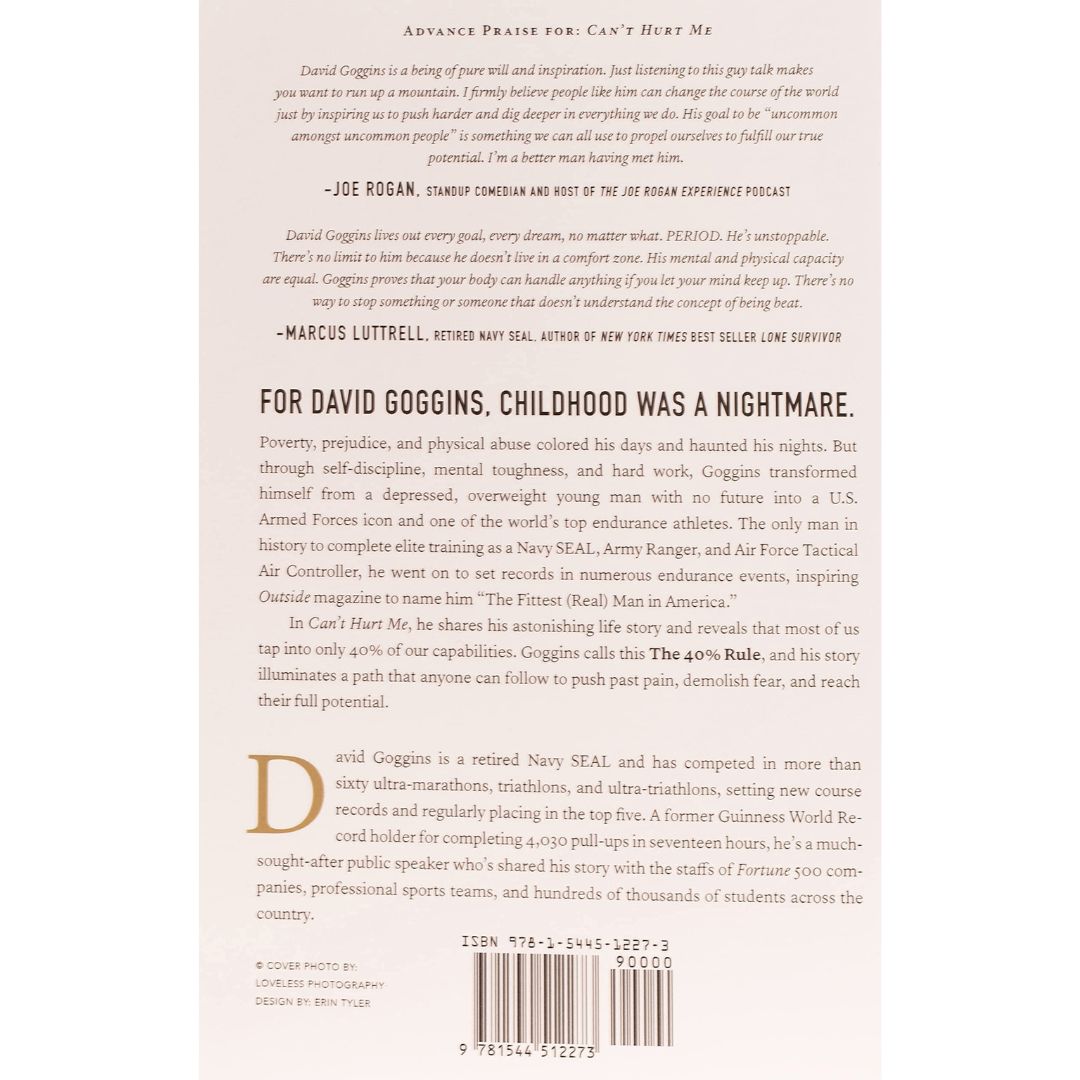 ADVANCE PRAISE FOR: CAN'T HURT ME
David Goggins is a being of pure will and inspiration. Just listening to this guy talk makes
you want to run up a mountain. I firmly believe people like him can change the course of the world
just by inspiring us to push harder and dig deeper in everything we do. His goal to be “uncommon
amongst uncommon people” is something we can all use to propel ourselves to fulfill our true
potential. I'm a better man having met him.
–JOE ROGAN, STANDUP COMEDIAN AND HOST OF THE JOE ROGAN EXPERIENCE PODCAST
David Goggins lives out every goal, every dream, no matter what. PERIOD. He's unstoppable.
There's no limit to him because he doesn't live in a comfort zone. His mental and physical capacity
are equal. Goggins proves that your body can handle anything if you let your mind keep up. There's no
way to stop something or someone that doesn't understand the concept of being beat.
–MARCUS LUTTRELL, RETIRED NAVY SEAL, AUTHOR OF NEW YORK TIMES BEST SELLER LONE SURVIVOR
FOR DAVID GOGGINS, CHILDHOOD WAS A NIGHTMARE.
Poverty, prejudice, and physical abuse colored his days and haunted his nights. But
through self-discipline, mental toughness, and hard work, Goggins transformed
himself from a depressed, overweight young man with no future into a U.S.
Armed Forces icon and one of the world's top endurance athletes. The only man in
history to complete elite training as a Navy SEAL, Army Ranger, and Air Force Tactical
Air Controller, he went on to set records in numerous endurance events, inspiring
Outside magazine to name him “The Fittest (Real) Man in America.”
In Can't Hurt Me, he shares his astonishing life story and reveals that most of us
tap into only 40% of our capabilities. Goggins calls this The 40% Rule, and his story
illuminates a path that anyone can follow to push past pain, demolish fear, and reach
their full potential.
David Goggins is a retired Navy SEAL and has competed in more than
sixty ultra-marathons, triathlons, and ultra-triathlons, setting new course
records and regularly placing in the top five. A former Guinness World Re-
cord holder for completing 4,030 pull-ups in seventeen hours, he's a much-
sought-after public speaker who's shared his story with the staffs of Fortune 500 com-
panies, professional sports teams, and hundreds of thousands of students across the
country.
ISBN 978-1-5445-1227-3
90000
© COVER PHOTO BY:
LOVELESS PHOTOGRAPHY
DESIGN BY: ERIN TYLER
9 781544 512273